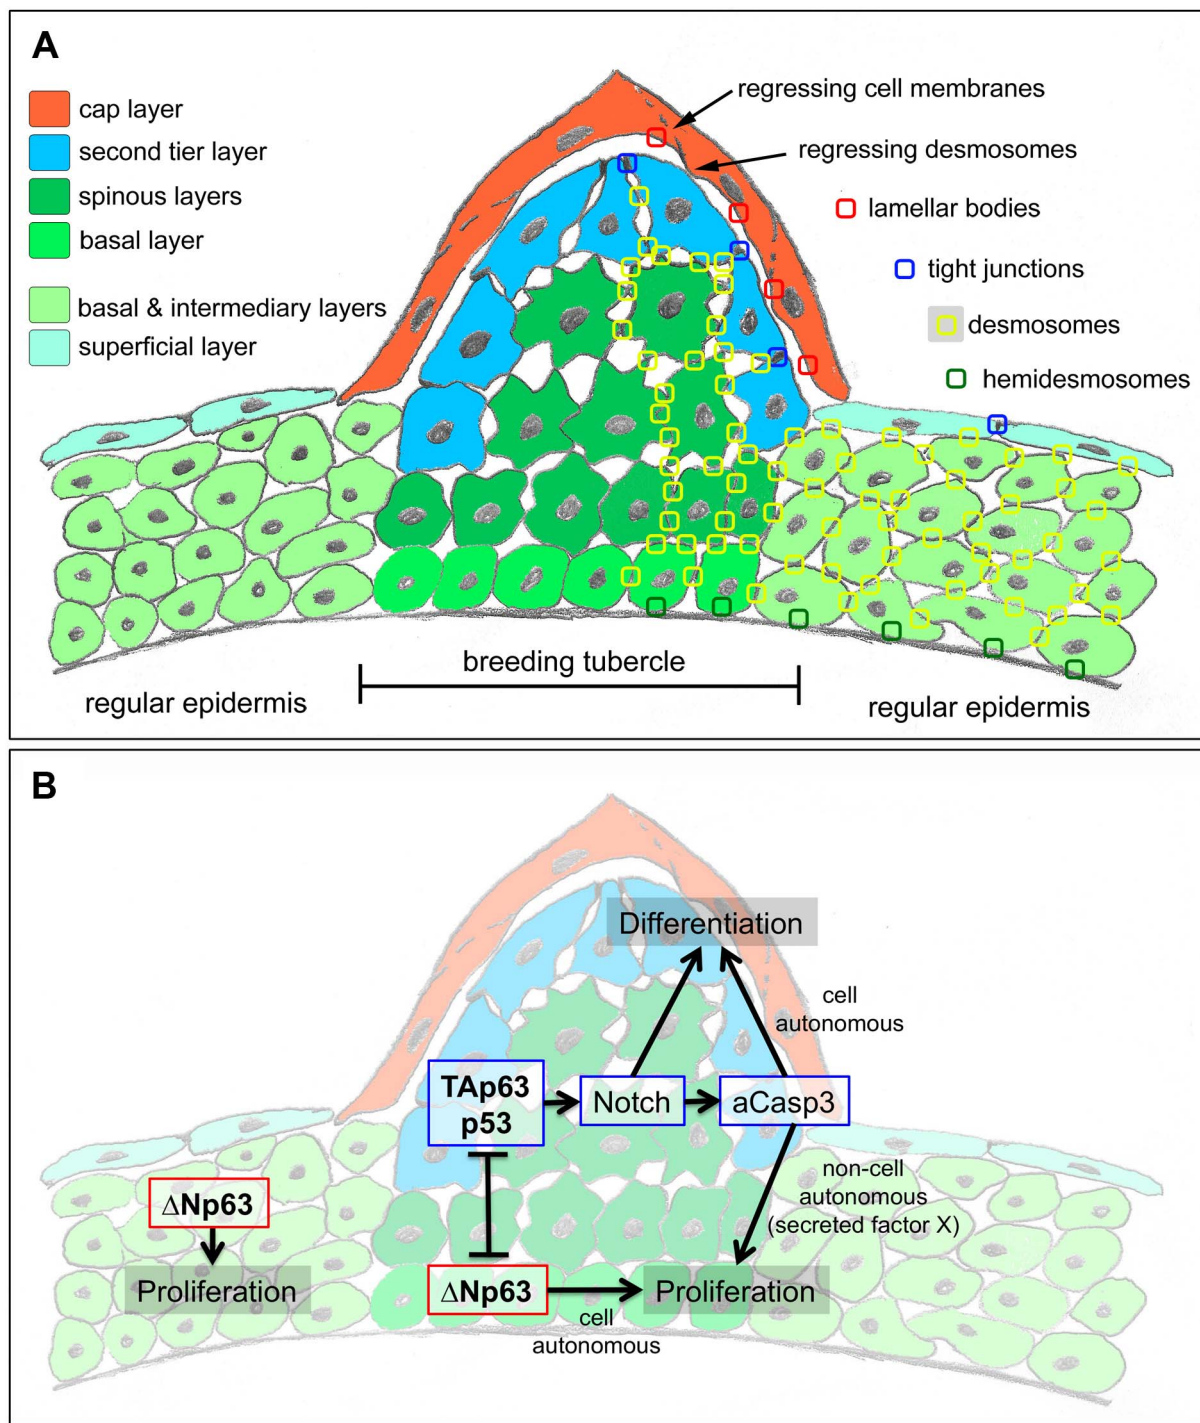 A
cap layer
second tier layer
spinous layers
basal layer
basal & intermediary layers
superficial layer
regressing cell membranes
regressing desmosomes
lamellar bodies
tight junctions
desmosomes
hemidesmosomes
breeding tubercle
regular epidermis
regular epidermis
B
Differentiation
cell
autonomous
TAp63
p53
Notch
aCasp3
non-cell
autonomous
(secreted factor X)
ΔNp63
Proliferation
ΔNp63
Proliferation
cell
autonomous